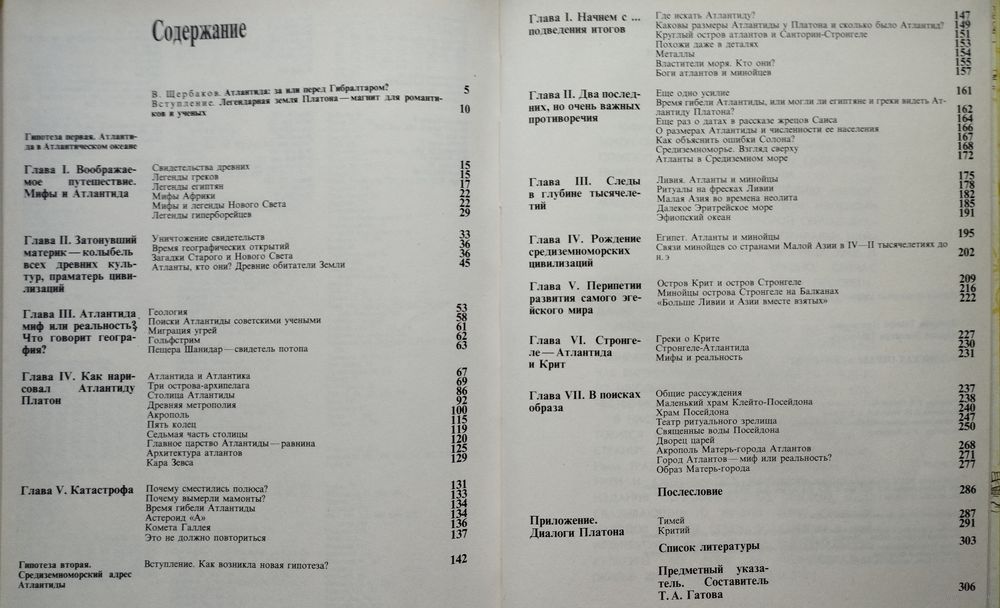 Содержание
В. Щербаков. Атлантида: за или перед Гибралтаром? 5
Вступление. Легендарная земля Платона — магнит для романти-
ков и ученых 10
Гипотеза первая. Атланти-
да в Атлантическом океане
Глава I. Воображае-
мое путешествие.
Мифы и Атлантида
Свидетельства древних 15
Легенды греков 15
Легенды египтян 17
Мифы Африки 22
Мифы и легенды Нового Света 22
Легенды гиперборейцев 29
Глава II. Затонувший
материк — колыбель
всех древних куль-
тур, праматерь циви-
лизаций
Уничтожение свидетельств 33
Время географических открытий 36
Загадки Старого и Нового Света 36
Атланты, кто они? Древние обитатели Земли 45
Глава III. Атлантида
миф или реальность?
Что говорит геогра-
фия?
Геология 53
Поиски Атлантиды советскими учеными 58
Миграция угрей 61
Гольфстрим 62
Пещера Шанидар — свидетель потопа 63
Глава IV. Как нари-
совал Атлантиду
Платон
Атлантида и Атлантика 67
Три острова-архипелага 69
Столица Атлантиды 86
Древняя метрополия 92
Акрополь 100
Пять колец 115
Седьмая часть столицы 119
Главное царство Атлантиды — равнина 120
Архитектура атлантов 125
Кара Зевса 129
Глава V. Катастрофа
Почему сместились полюса? 131
Почему вымерли мамонты? 133
Время гибели Атлантиды 134
Астероид «А» 134
Комета Галлея 136
Это не должно повториться 137
Гипотеза вторая.
Средиземноморский адрес
Атлантиды
Вступление. Как возникла новая гипотеза? 142
Глава I. Начнем с ...
подведения итогов
Где искать Атлантиду? 147
Каковы размеры Атлантиды у Платона и сколько было Атлантид? 149
Круглый остров атлантов и Санторин-Стронгеле 151
Похожи даже в деталях 153
Металлы 154
Властители моря. Кто они? 155
Боги атлантов и минойцев 157
Глава II. Два послед-
них, но очень важных
противоречия
Еще одно усилие 161
Время гибели Атлантиды, или могли ли египтяне и греки видеть Ат-
лантиду Платона? 162
Еще раз о датах в рассказе жрепов Саиса 164
О размерах Атлантиды и численности ее населения 166
Как объяснить ошибки Солона? 167
Средиземноморье. Взгляд сверху 168
Атланты в Средиземном море 172
Глава III. Следы
в глубине тысячеле-
тий
Ливия. Атланты и минойцы 175
Ритуалы на фресках Ливии 178
Малая Азия во времена неолита 182
Далекое Эритрейское море 185
Эфиопский океан 191
Глава IV. Рождение
средиземноморских
цивилизаций
Египет. Атланты и минойцы 195
Связи минойцев со странами Малой Азии в IV—II тысячелетиях до
н. э 202
Глава V. Перипетии
развития самого эге-
йского мира
Остров Крит и остров Стронгеле 209
Минойцы острова Стронгеле на Балканах 216
«Больше Ливии и Азии вместе взятых» 222
Глава VI. Стронге-
ле — Атлантида
и Крит
Греки о Крите 227
Стронгеле-Атлантида 230
Мифы и реальность 231
Глава VII. В поисках
образа
Общие рассуждения 237
Маленький храм Клейто-Посейдона 238
Храм Посейдона 240
Театр ритуального зрелища 247
Священные воды Посейдона 250
Дворец царей
Акрополь Матерь-города Атлантов 268
Город Атлантов — миф или реальность? 271
Образ Матерь-города 277
Послесловие 286
Приложение.
Диалоги Платона
Тимей 287
Критий 291
Список литературы 303
Предметный указа-
тель. Составитель
Т. А. Гатова 306